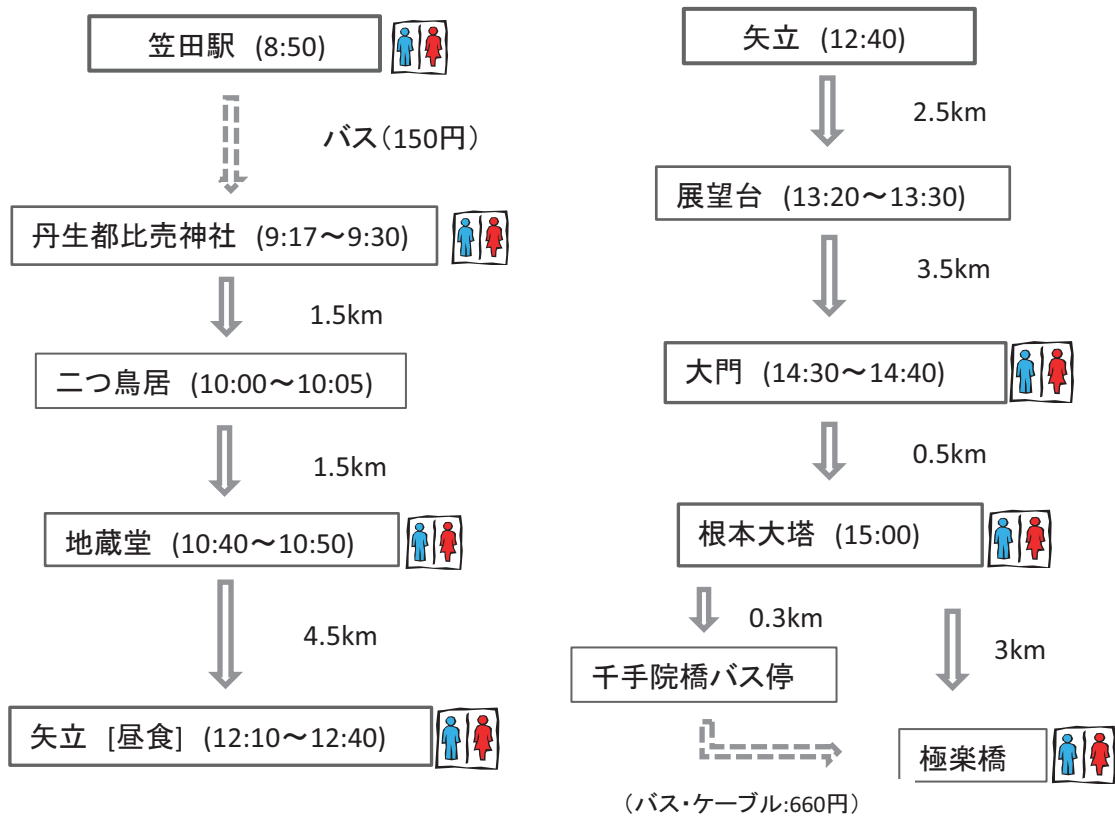 笠田駅 (8:50)
バス(150円)
丹生都比売神社 (9:17～9:30)
1.5km
二つ鳥居 (10:00～10:05)
1.5km
地蔵堂 (10:40～10:50)
4.5km
矢立 [昼食] (12:10～12:40)
矢立 (12:40)
2.5km
展望台 (13:20～13:30)
3.5km
大門 (14:30～14:40)
0.5km
根本大塔 (15:00)
0.3km
千手院橋バス停
3km
極楽橋
(バス・ケーブル:660円)